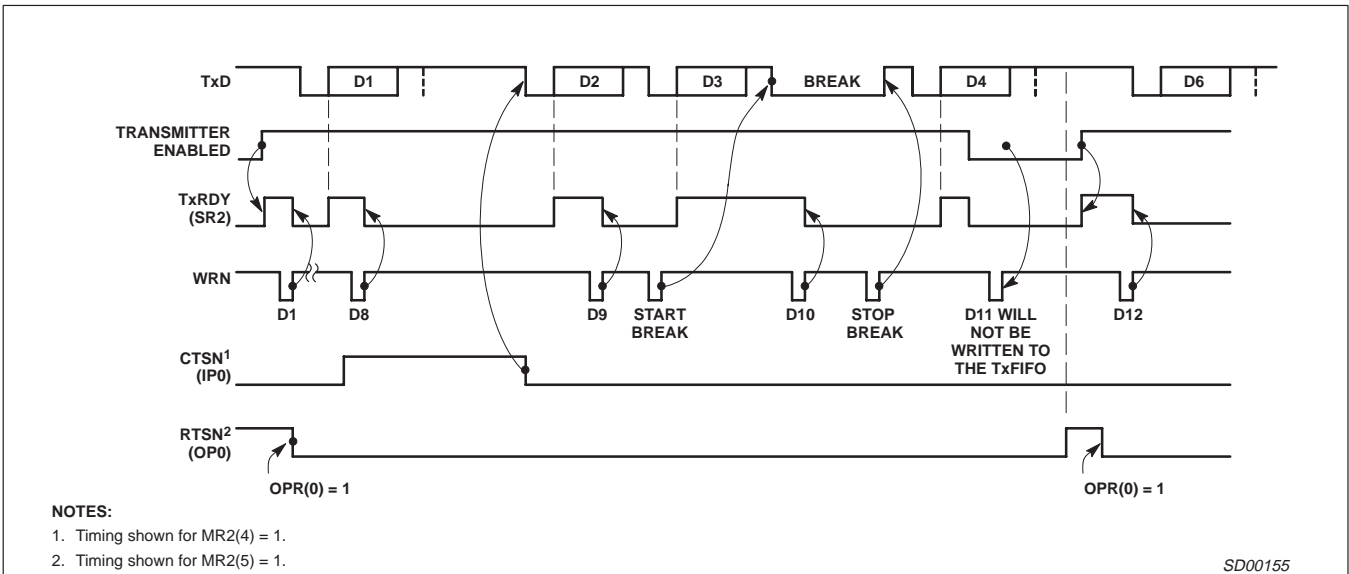 TxD
D1
D2
D3
BREAK
D4
D6
TRANSMITTER
ENABLED
TxRDY
(SR2)
WRN
D1
D8
D9
START
BREAK
D10
STOP
BREAK
D11 WILL
NOT BE
WRITTEN TO
THE TxFIFO
D12
CTSN1
(IP0)
RTSN2
(OP0)
OPR(0) = 1
OPR(0) = 1
NOTES:
1. Timing shown for MR2(4) = 1.
2. Timing shown for MR2(5) = 1.
SD00155